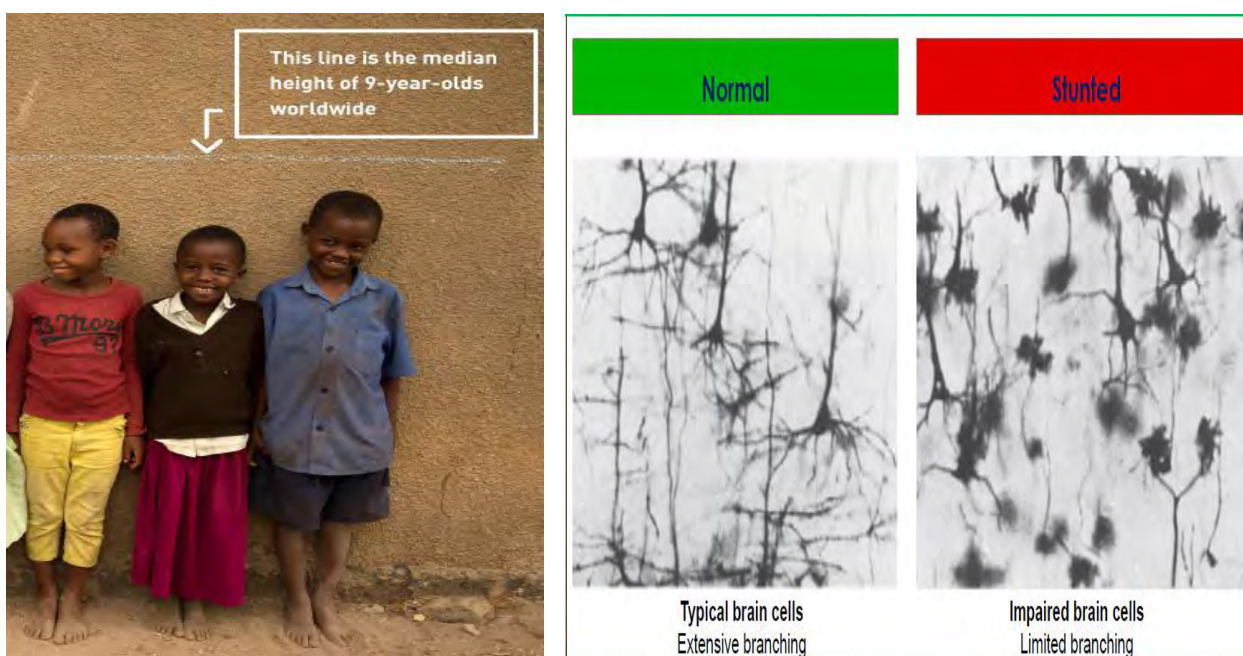 This line is the median
height of 9-year-olds
worldwide
B'More
Normal
Stunted
Typical brain cells
Extensive branching
Impaired brain cells
Limited branching